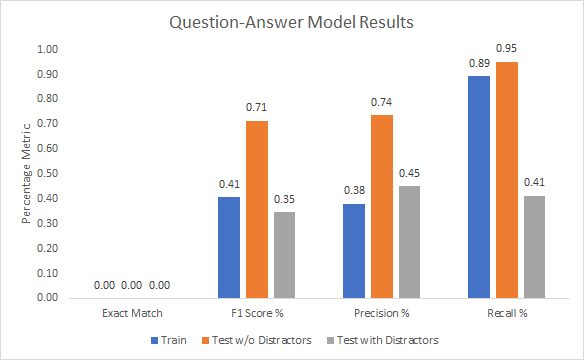 Question-Answer Model Results
Percentage Metric
1.00
0.90
0.80
0.70
0.60
0.50
0.40
0.30
0.20
0.10
0.00
0.00 0.00 0.00
0.41 0.71 0.35
0.38 0.74 0.45
0.89 0.95 0.41
Exact Match F1 Score % Precision % Recall %
Train Test w/o Distractors Test with Distractors